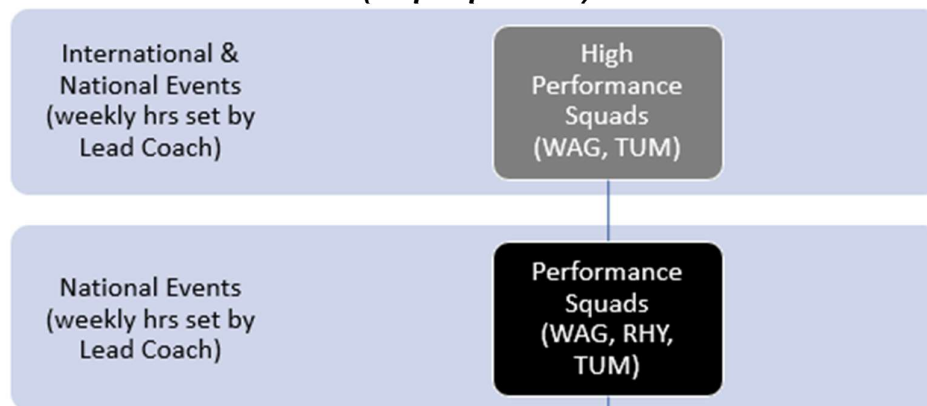 International &
National Events
(weekly hrs set by
Lead Coach)
High
Performance
Squads
(WAG, TUM)
National Events
(weekly hrs set by
Lead Coach)
Performance
Squads
(WAG, RHY,
TUM)